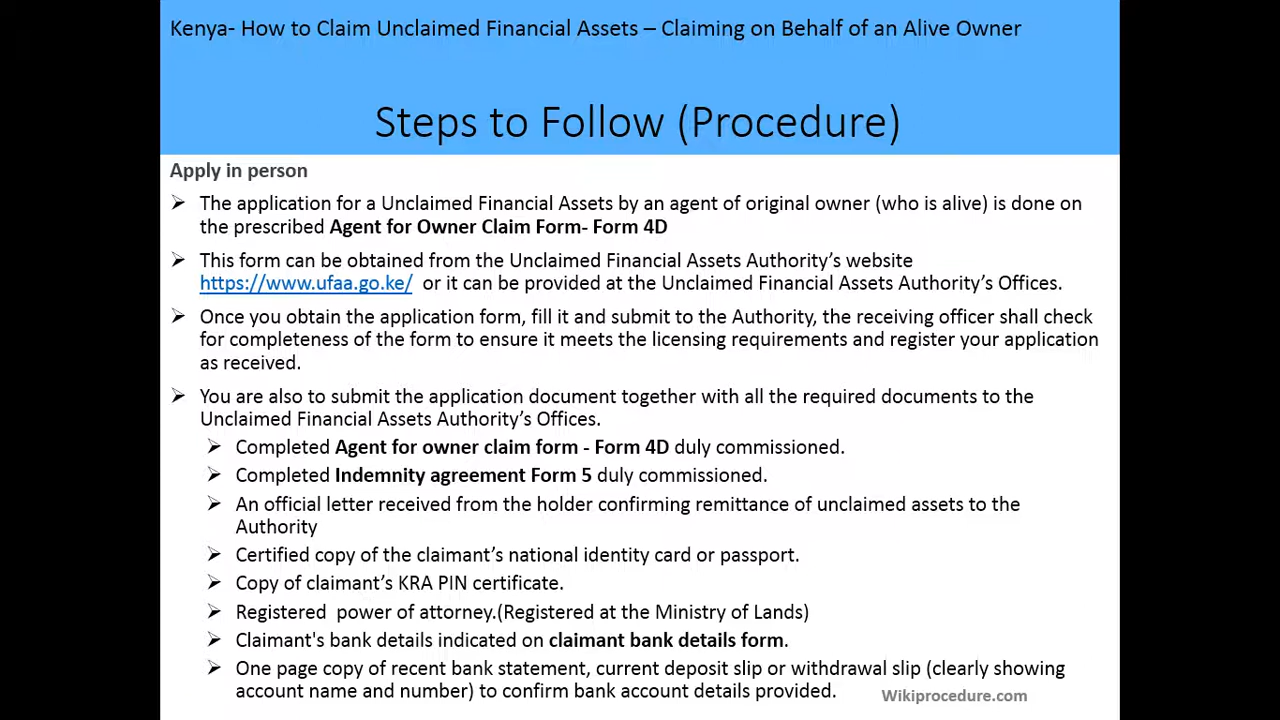 Kenya- How to Claim Unclaimed Financial Assets – Claiming on Behalf of an Alive Owner
Steps to Follow (Procedure)
Apply in person
➢ The application for a Unclaimed Financial Assets by an agent of original owner (who is alive) is done on
the prescribed Agent for Owner Claim Form- Form 4D
➢ This form can be obtained from the Unclaimed Financial Assets Authority’s website
https://www.ufaa.go.ke/ or it can be provided at the Unclaimed Financial Assets Authority’s Offices.
➢ Once you obtain the application form, fill it and submit to the Authority, the receiving officer shall check
for completeness of the form to ensure it meets the licensing requirements and register your application
as received.
➢ You are also to submit the application document together with all the required documents to the
Unclaimed Financial Assets Authority’s Offices.
➢ Completed Agent for owner claim form - Form 4D duly commissioned.
➢ Completed Indemnity agreement Form 5 duly commissioned.
➢ An official letter received from the holder confirming remittance of unclaimed assets to the
Authority
➢ Certified copy of the claimant’s national identity card or passport.
➢ Copy of claimant’s KRA PIN certificate.
➢ Registered power of attorney.(Registered at the Ministry of Lands)
➢ Claimant's bank details indicated on claimant bank details form.
➢ One page copy of recent bank statement, current deposit slip or withdrawal slip (clearly showing
account name and number) to confirm bank account details provided.
Wikiprocedure.com